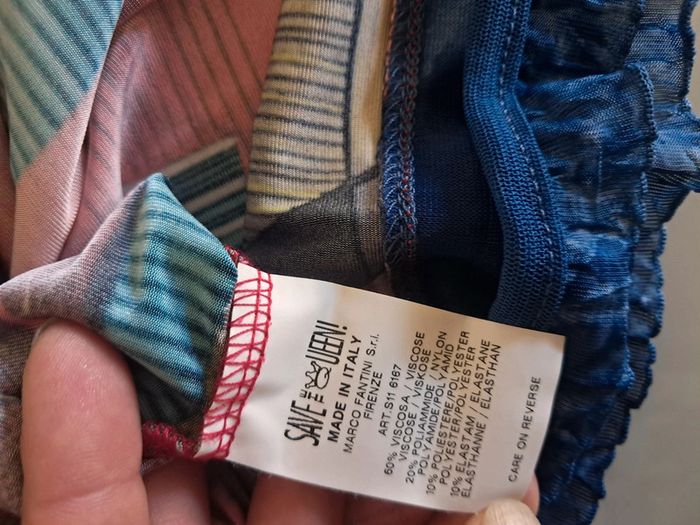 SAVE THE QUEEN!
MADE IN ITALY
MARCO FANTINI S.r.l.
FIRENZE
ART. S11 6167
60% VISCOSA / VISCOSE
VISCOSE / VISKOSE
20% POLIAMMIDE / NYLON
POLYAMIDE/POLYAMID
10% POLIESTERE/POLYESTER
POLYESTER/POLYESTER
10% ELASTAM / ELASTANE
ELASTHANNE / ELASTHAN
CARE ON REVERSE